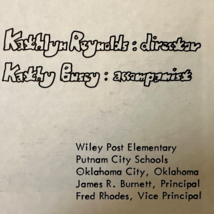 Kathlyn Reynolds : director
Kathy Busey : accompanist
Wiley Post Elementary
Putnam City Schools
Oklahoma City, Oklahoma
James R. Burnett, Principal
Fred Rhodes, Vice Principal